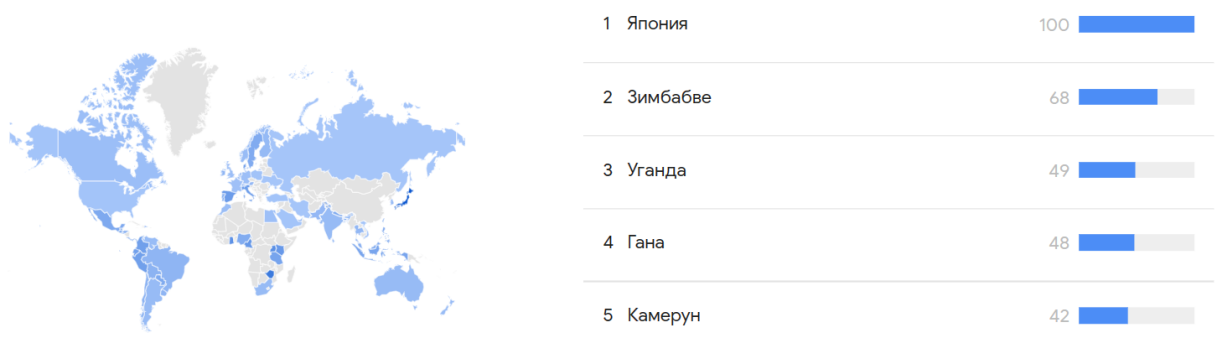 1 Япония 100
2 Зимбабве 68
3 Уганда 49
4 Гана 48
5 Камерун 42